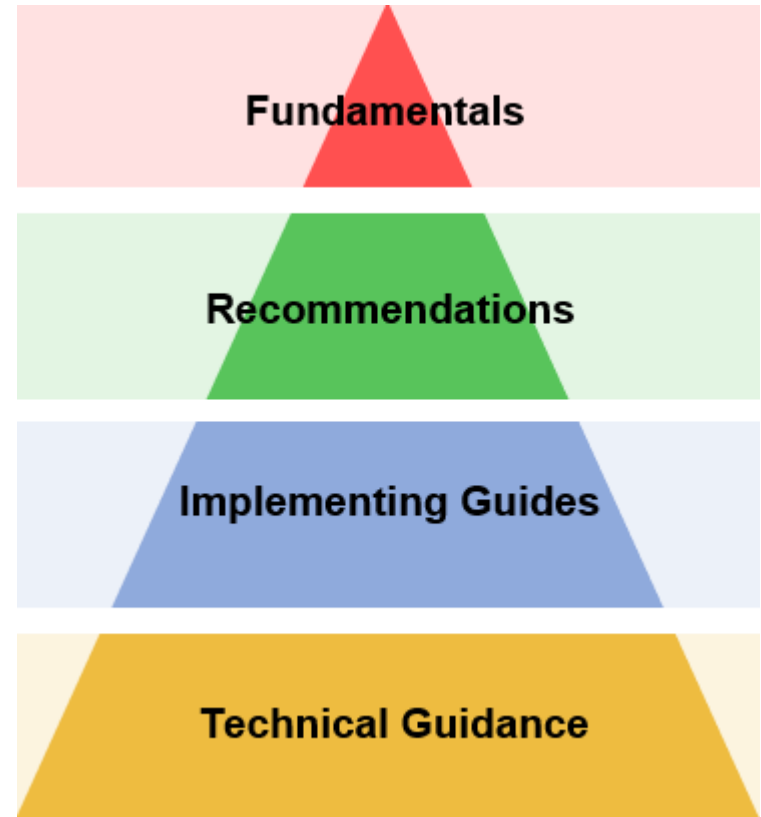 Fundamentals
Recommendations
Implementing Guides
Technical Guidance